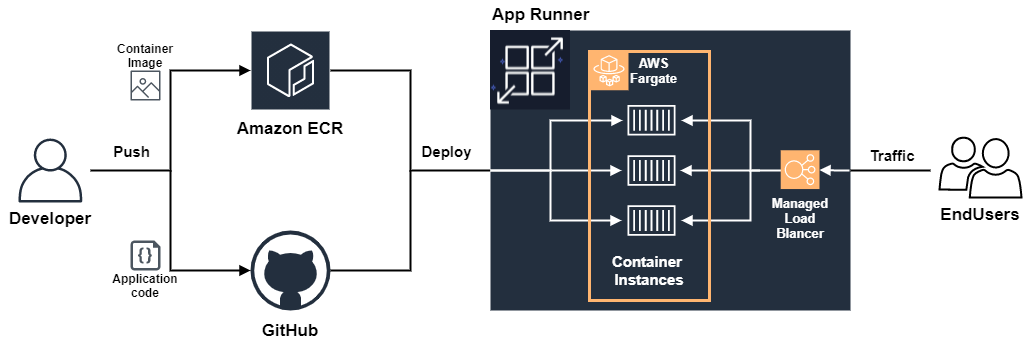 App Runner
Container
Image
AWS
Fargate
Amazon ECR
Push
Deploy
Traffic
Developer
Managed
Load
Blancer
EndUsers
{}
Application
code
Container
Instances
GitHub